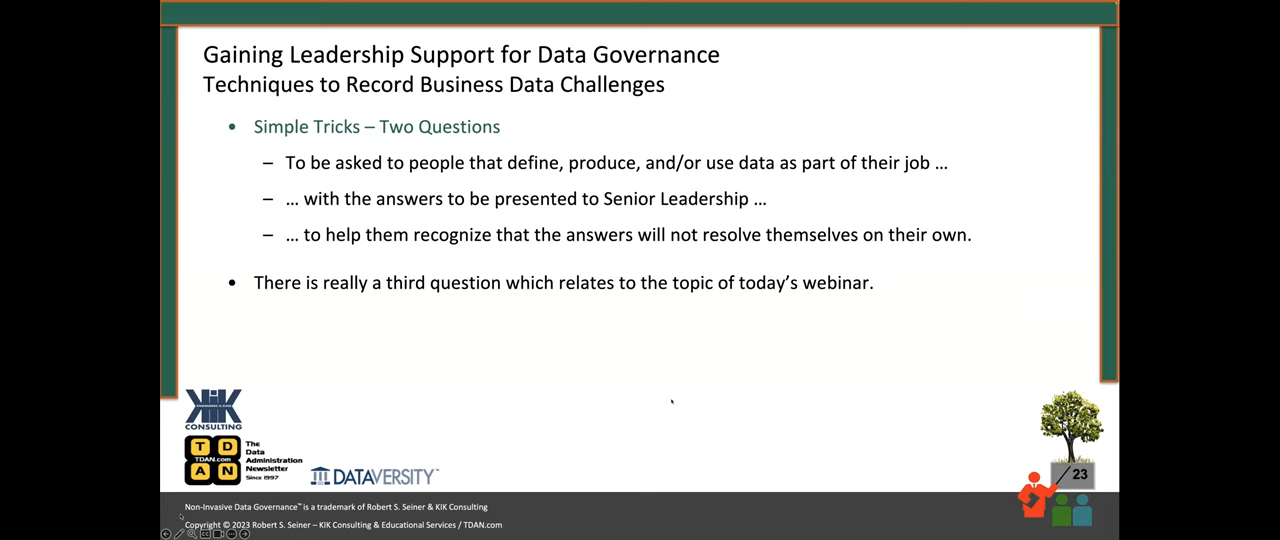 Gaining Leadership Support for Data Governance
Techniques to Record Business Data Challenges
• Simple Tricks – Two Questions
– To be asked to people that define, produce, and/or use data as part of their job …
– … with the answers to be presented to Senior Leadership …
– … to help them recognize that the answers will not resolve themselves on their own.
• There is really a third question which relates to the topic of today’s webinar.
KIK
CONSULTING
T D
TDAN.com
A N
The
Data
Administration
Newsletter
Since 1997
DATAVERSITY™
23
Non-Invasive Data Governance™ is a trademark of Robert S. Seiner & KIK Consulting
Copyright © 2023 Robert S. Seiner – KIK Consulting & Educational Services / TDAN.com